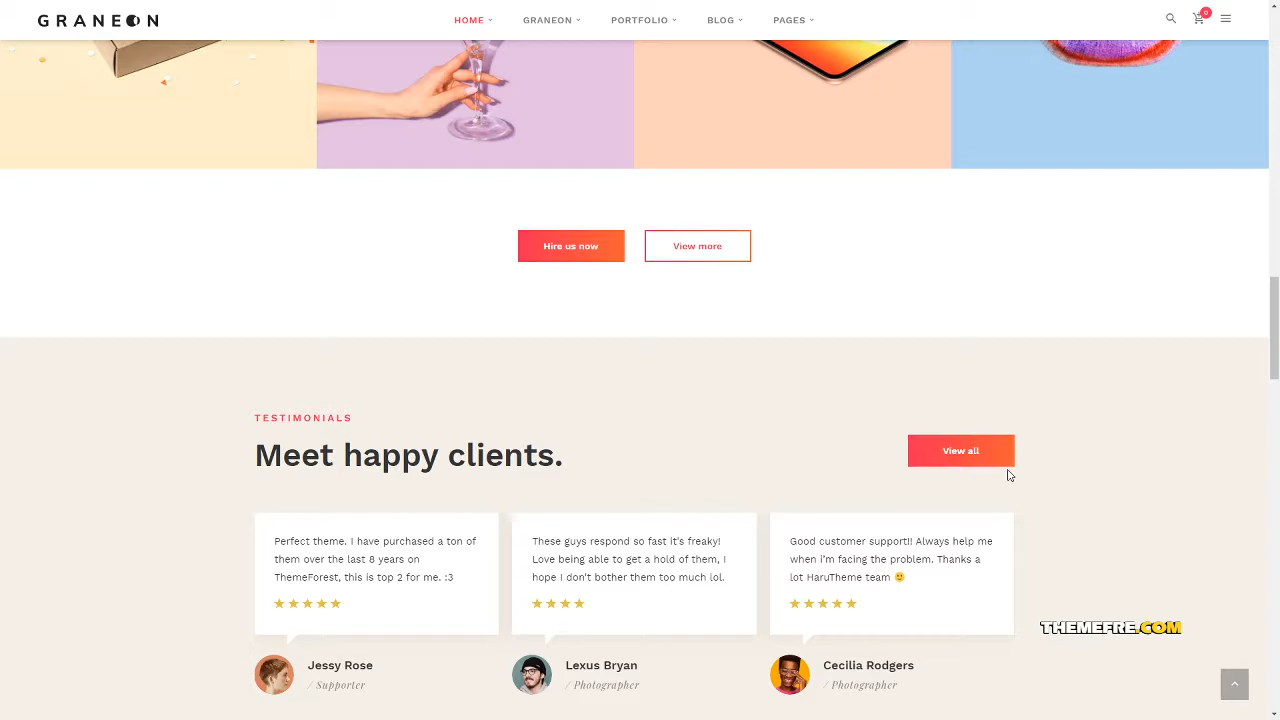 GRANEON
HOME
GRANEON
PORTFOLIO
BLOG
PAGES
0
Hire us now
View more
TESTIMONIALS
Meet happy clients.
View all
Perfect theme. I have purchased a ton of
them over the last 8 years on
ThemeForest, this is top 2 for me. :3
These guys respond so fast it's freaky!
Love being able to get a hold of them, I
hope I don't bother them too much lol.
Good customer support!! Always help me
when i'm facing the problem. Thanks a
lot HaruTheme team 🙂
THEMEFRE.COM
Jessy Rose
/ Supporter
Lexus Bryan
/ Photographer
Cecilia Rodgers
/ Photographer